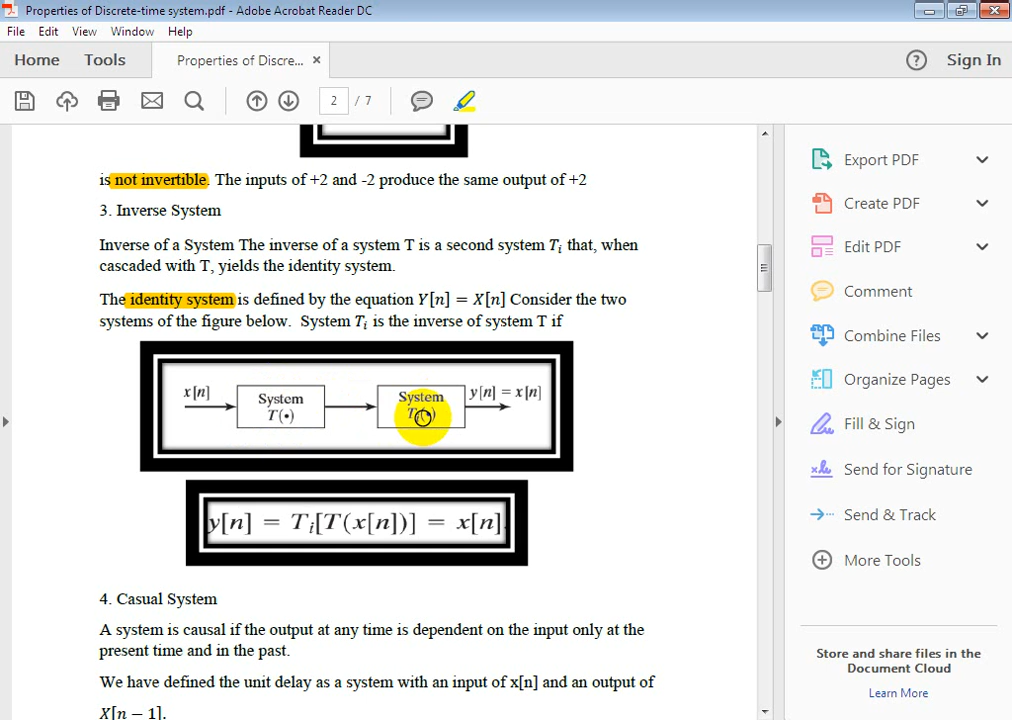 Properties of Discrete-time system.pdf - Adobe Acrobat Reader DC
File Edit View Window Help
Home Tools Properties of Discre... × Sign In
2 / 7
is not invertible. The inputs of +2 and -2 produce the same output of +2
3. Inverse System
Inverse of a System The inverse of a system T is a second system Tᵢ that, when
cascaded with T, yields the identity system.
The identity system is defined by the equation Y[n] = X[n] Consider the two
systems of the figure below. System Tᵢ is the inverse of system T if
x[n] System System y[n] = x[n]
T(•) Tᵢ(•)
y[n] = Tᵢ[T(x[n])] = x[n]
4. Casual System
A system is causal if the output at any time is dependent on the input only at the
present time and in the past.
We have defined the unit delay as a system with an input of x[n] and an output of
X[n − 1].
Export PDF
Create PDF
Edit PDF
Comment
Combine Files
Organize Pages
Fill & Sign
Send for Signature
Send & Track
More Tools
Store and share files in the
Document Cloud
Learn More